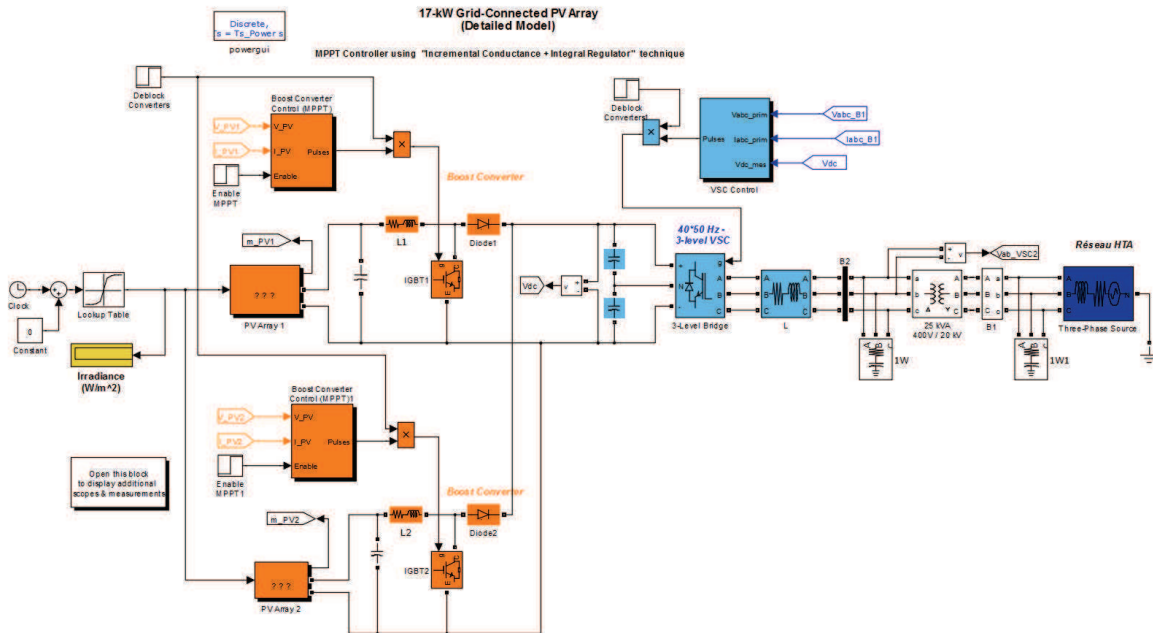 17-kW Grid-Connected PV Array
(Detailed Model)
Discrete,
Ts = Ts_Power s
powergui
MPPT Controller using "Incremental Conductance + Integral Regulator" technique
Deblock
Converters
Boost Converter
Control (MPPT)
V_PV1
V_PV
I_PV1
I_PV
Pulses
Enable
Enable
MPPT
×
Boost Converter
Deblock
Converters1
×
Vabc_prim
Iabc_prim
Pulses
Vdc_mes
VSC Control
Vabc_B1
Iabc_B1
Vdc
m_PV1
L1
Diode1
g
C
E
IGBT1
? ? ?
PV Array 1
Clock
Lookup Table
0
Constant
Irradiance
(W/m^2)
Vdc
v
+
-
40*50 Hz -
3-level VSC
g
+
N
-
A
B
C
3-Level Bridge
A
B
C
A
B
C
L
B2
+
-
v
Vab_VSC2
a
b
c
A
B
C
Δ
Y
25 kVA
400V / 20 kV
A
B
C
a
b
c
B1
A
B
C
1W
A
B
C
1W1
Réseau HTA
A
B
C
N
Three-Phase Source
Boost Converter
Control (MPPT)1
V_PV2
V_PV
I_PV2
I_PV
Pulses
Enable
Enable
MPPT1
×
Boost Converter
Open this block
to display additional
scopes & measurements
m_PV2
L2
Diode2
g
C
E
IGBT2
? ? ?
PV Array 2